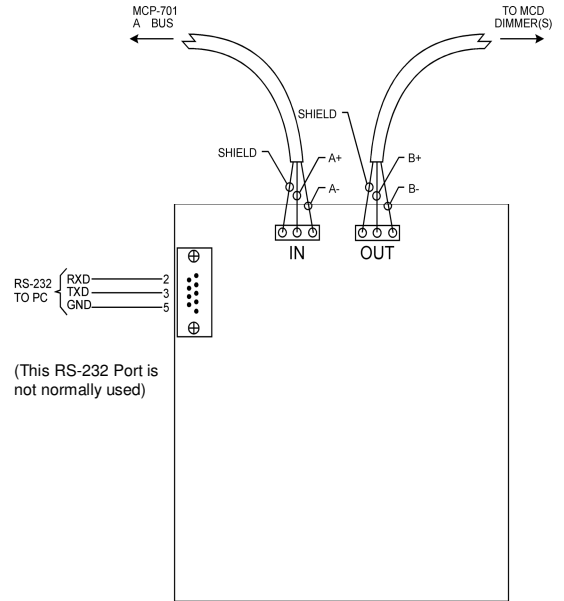 MCP-701
A BUS
TO MCD
DIMMER(S)
SHIELD
SHIELD
A+
B+
A-
B-
IN
OUT
RS-232
TO PC
RXD
2
TXD
3
GND
5
(This RS-232 Port is
not normally used)